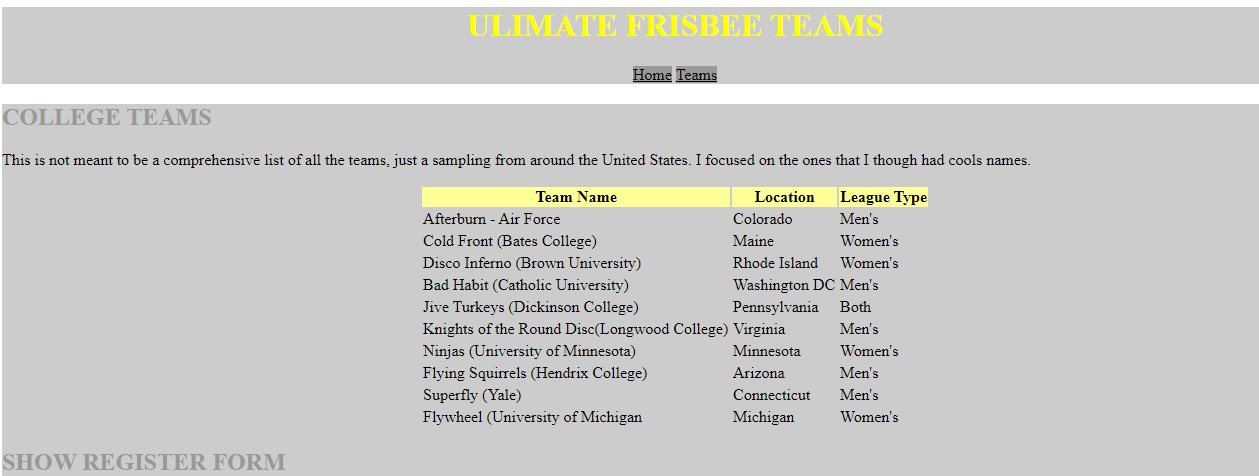 ULIMATE FRISBEE TEAMS
Home Teams
COLLEGE TEAMS
This is not meant to be a comprehensive list of all the teams, just a sampling from around the United States. I focused on the ones that I though had cools names.
Team Name Location League Type
Afterburn - Air Force Colorado Men's
Cold Front (Bates College) Maine Women's
Disco Inferno (Brown University) Rhode Island Women's
Bad Habit (Catholic University) Washington DC Men's
Jive Turkeys (Dickinson College) Pennsylvania Both
Knights of the Round Disc(Longwood College) Virginia Men's
Ninjas (University of Minnesota) Minnesota Women's
Flying Squirrels (Hendrix College) Arizona Men's
Superfly (Yale) Connecticut Men's
Flywheel (University of Michigan Michigan Women's
SHOW REGISTER FORM